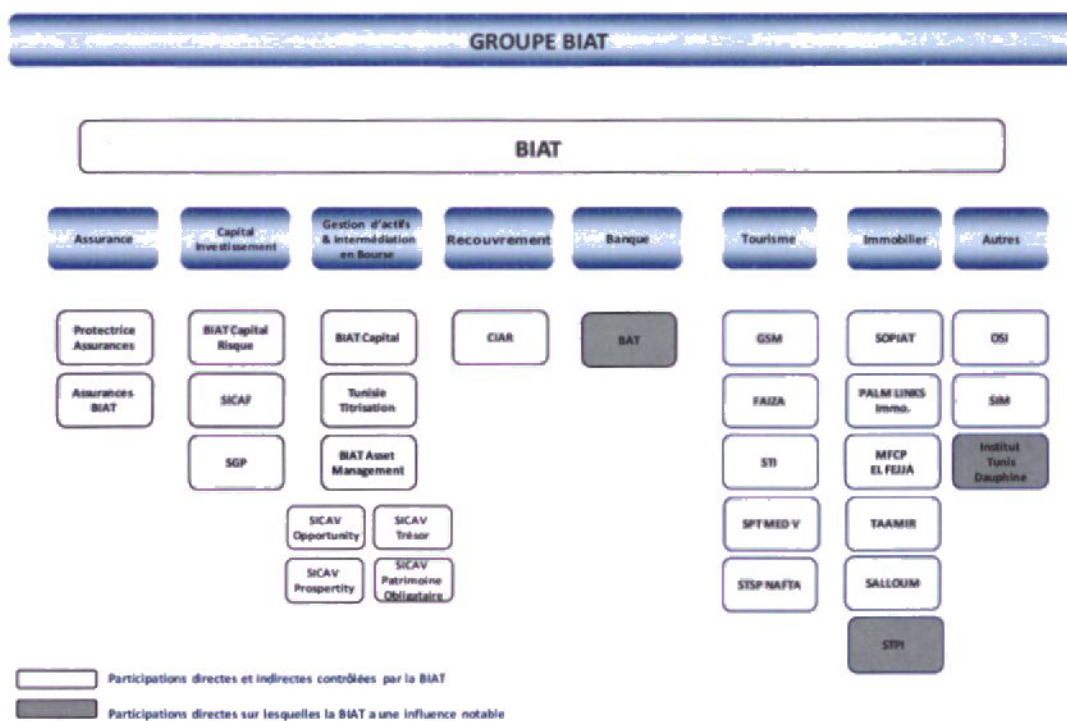 GROUPE BIAT
BIAT
Assurance
Capital
Investissement
Gestion d'actifs
& Intermédiation
en Bourse
Recouvrement
Banque
Tourisme
Immobilier
Autres
Protectrice
Assurances
Assurances
BIAT
BIAT Capital
Risque
SICAF
SGP
BIAT Capital
Tunisie
Titrisation
BIAT Asset
Management
SICAV
Opportunity
SICAV
Trésor
SICAV
Prospertity
SICAV
Patrimoine
Obligataire
CIAR
BAT
GSM
FAIZA
STI
SPT MED V
STSP NAFTA
SOPIAT
PALM LINKS
Immo.
MFCP
EL FEJJA
TAAMIR
SALLOUM
STPI
OSI
SIM
Institut
Tunis
Dauphine
Participations directes et indirectes contrôlées par la BIAT
Participations directes sur lesquelles la BIAT a une influence notable